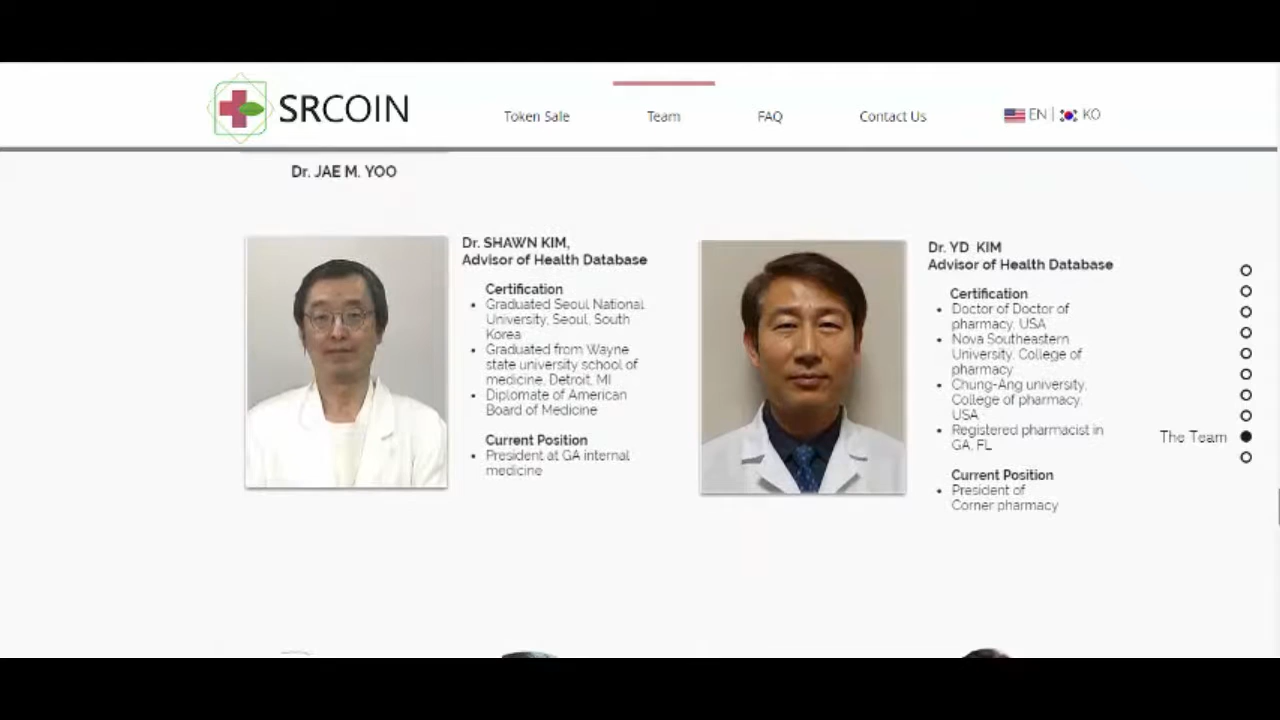 SRCOIN
Token Sale
Team
FAQ
Contact Us
EN | KO
Dr. JAE M. YOO
Dr. SHAWN KIM,
Advisor of Health Database
Certification
• Graduated Seoul National
University, Seoul, South
Korea
• Graduated from Wayne
state university school of
medicine, Detroit, MI
• Diplomate of American
Board of Medicine
Current Position
• President at GA internal
medicine
Dr. YD KIM
Advisor of Health Database
Certification
• Doctor of Doctor of
pharmacy, USA
• Nova Southeastern
University, College of
pharmacy
• Chung-Ang university,
College of pharmacy,
USA
• Registered pharmacist in
GA, FL
Current Position
• President of
Corner pharmacy
The Team